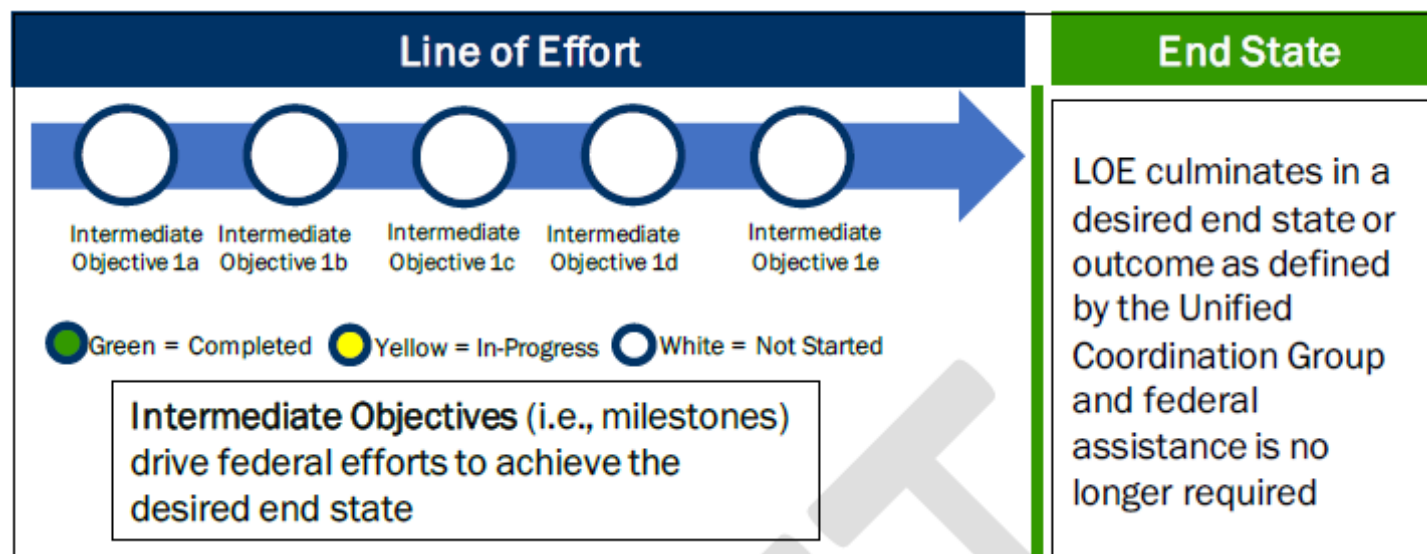 Line of Effort
End State
Intermediate Objective 1a
Intermediate Objective 1b
Intermediate Objective 1c
Intermediate Objective 1d
Intermediate Objective 1e
Green = Completed
Yellow = In-Progress
White = Not Started
Intermediate Objectives (i.e., milestones)
drive federal efforts to achieve the
desired end state
LOE culminates in a
desired end state or
outcome as defined
by the Unified
Coordination Group
and federal
assistance is no
longer required